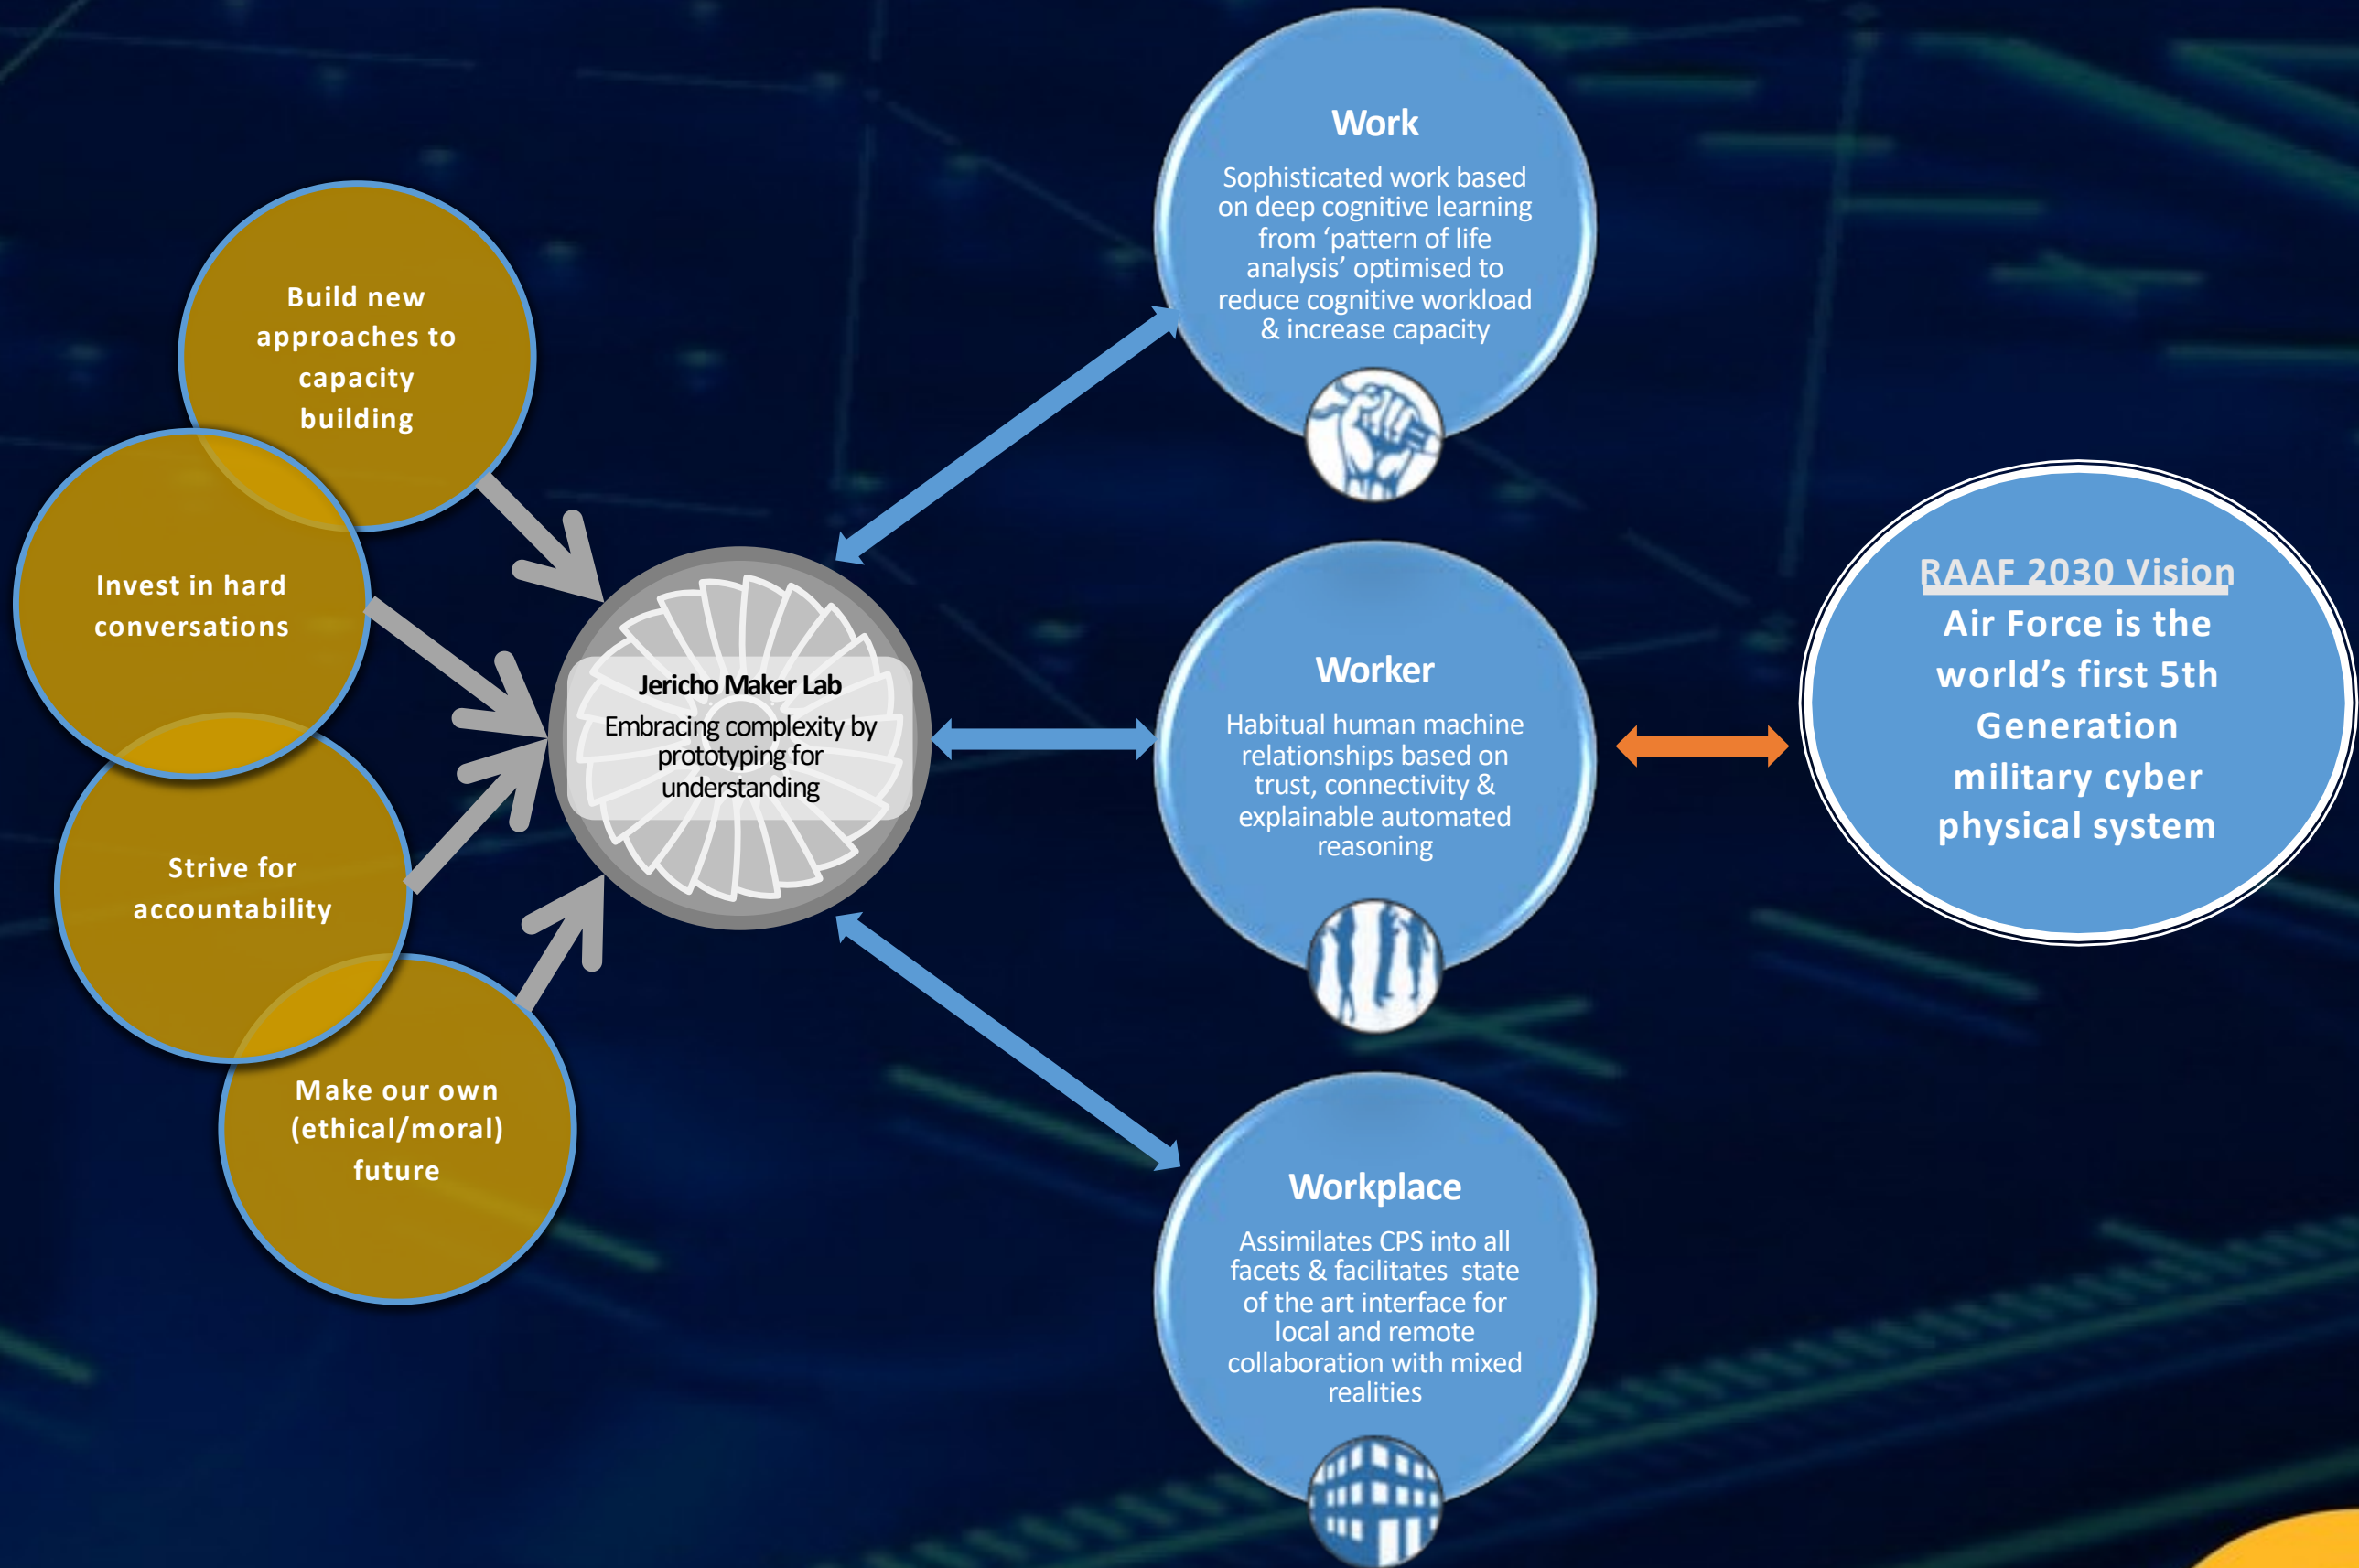 Build new
approaches to
capacity
building
Invest in hard
conversations
Strive for
accountability
Make our own
(ethical/moral)
future
Jericho Maker Lab
Embracing complexity by
prototyping for
understanding
Work
Sophisticated work based
on deep cognitive learning
from ‘pattern of life
analysis’ optimised to
reduce cognitive workload
& increase capacity
Worker
Habitual human machine
relationships based on
trust, connectivity &
explainable automated
reasoning
Workplace
Assimilates CPS into all
facets & facilitates state
of the art interface for
local and remote
collaboration with mixed
realities
RAAF 2030 Vision
Air Force is the
world’s first 5th
Generation
military cyber
physical system